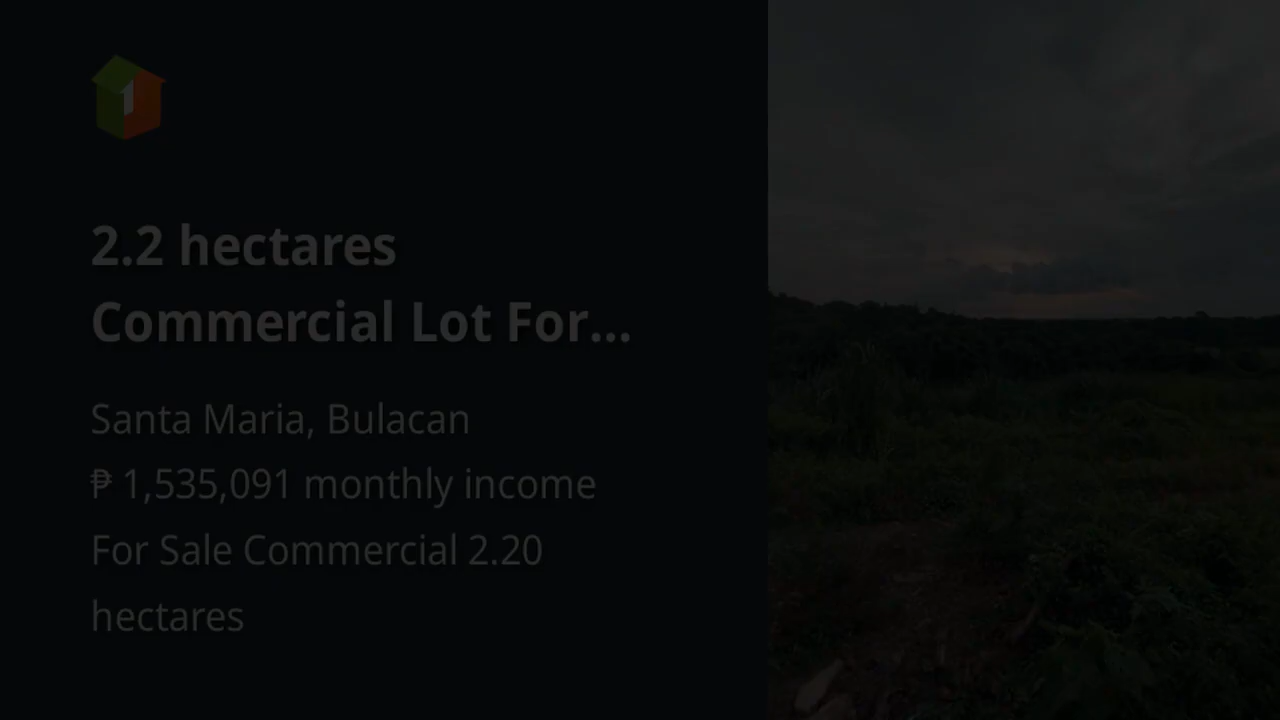 2.2 hectares
Commercial Lot For...
Santa Maria, Bulacan
₱ 1,535,091 monthly income
For Sale Commercial 2.20
hectares